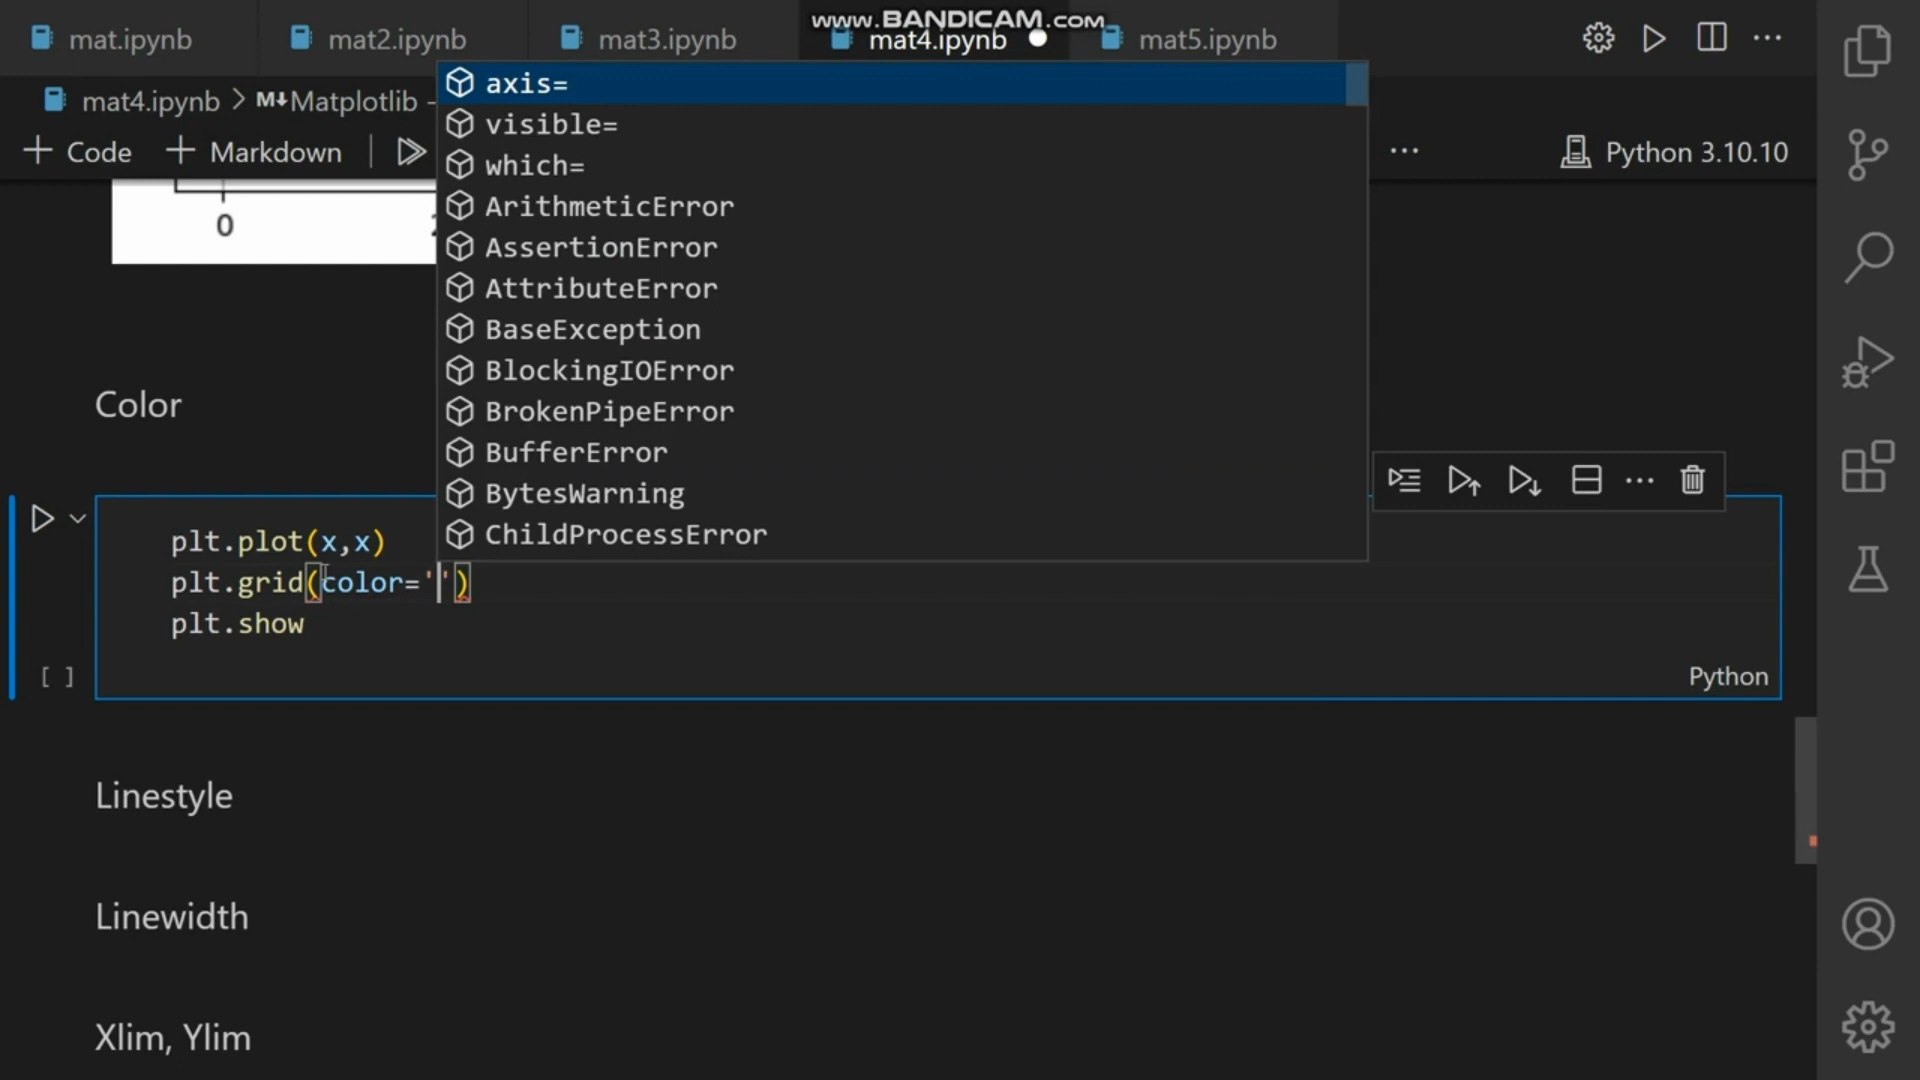 www.BANDICAM.com
mat.ipynb
mat2.ipynb
mat3.ipynb
mat4.ipynb
mat5.ipynb
mat4.ipynb > M↓Matplotlib -
+ Code
+ Markdown
...
Python 3.10.10
axis=
visible=
which=
ArithmeticError
AssertionError
AttributeError
BaseException
BlockingIOError
BrokenPipeError
BufferError
BytesWarning
ChildProcessError
0
Color
plt.plot(x,x)
plt.grid(color='')
plt.show
[ ]
Python
Linestyle
Linewidth
Xlim, Ylim